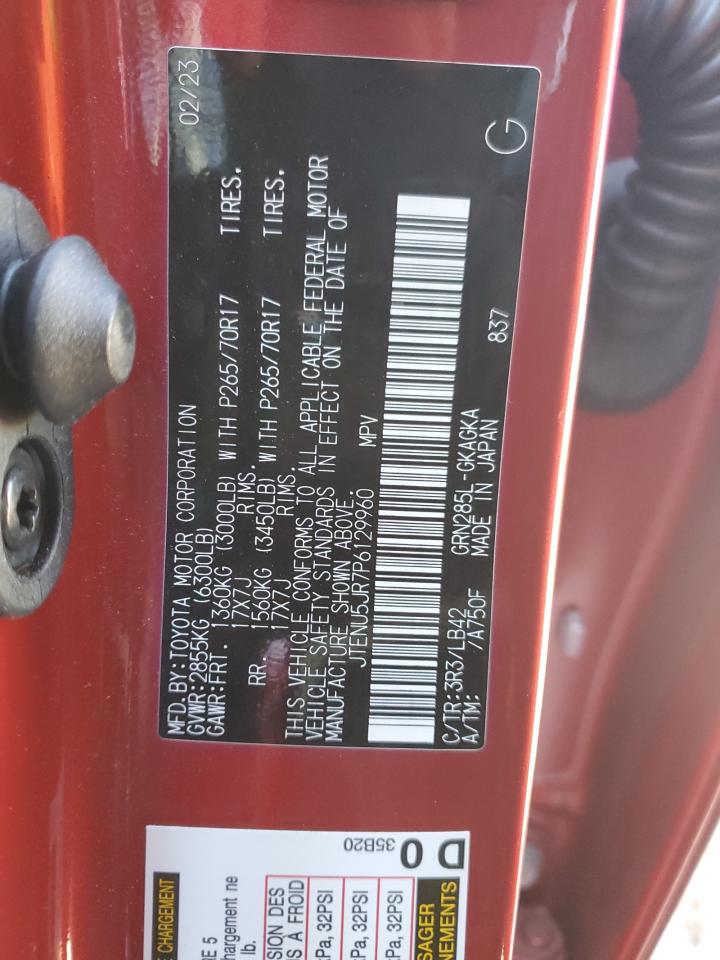 MFD. BY: TOYOTA MOTOR CORPORATION 02/23
GVWR: 2855KG (6300LB)
GAWR: FRT. 1360KG (3000LB) WITH P265/70R17 TIRES.
17X7J RIMS.
RR. 1560KG (3450LB) WITH P265/70R17 TIRES.
17X7J RIMS.
THIS VEHICLE CONFORMS TO ALL APPLICABLE FEDERAL MOTOR
VEHICLE SAFETY STANDARDS IN EFFECT ON THE DATE OF
MANUFACTURE SHOWN ABOVE.
JTENU5JR7P6129960 MPV
C/TR: 3R3/LB42 GRN285L-GKAGKA
A/TM: /A750F MADE IN JAPAN 837 G
E CHARGEMENT
RE 5
hargement ne
lb.
SION DES
S À FROID
Pa, 32PSI
Pa, 32PSI
Pa, 32PSI
SAGER
NEMENTS
35B20
D 0